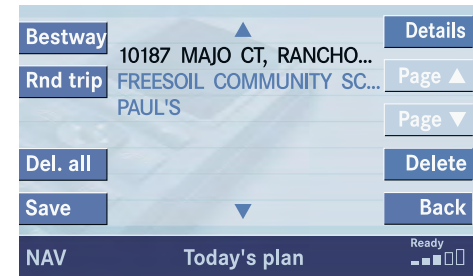 Bestway
Rnd trip
Del. all
Save
10187 MAJO CT, RANCHO...
FREESOIL COMMUNITY SC...
PAUL'S
Details
Page ▲
Page ▼
Delete
Back
NAV
Today's plan
Ready